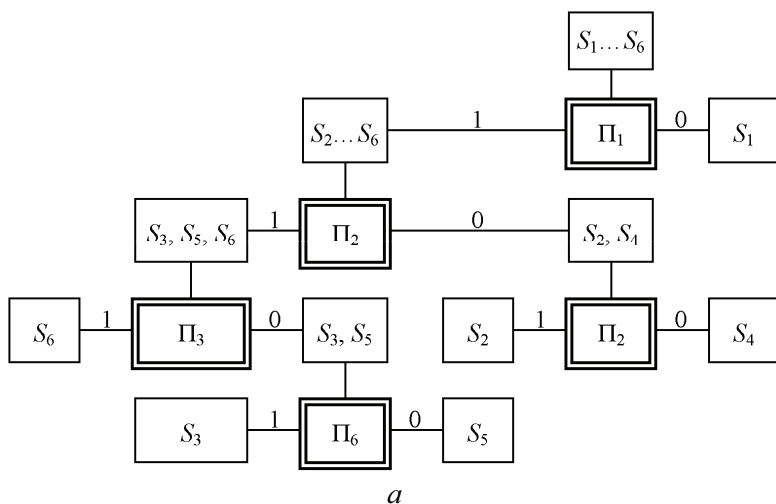 S₁…S₆
S₂…S₆ 1 Π₁ 0 S₁
S₃, S₅, S₆ 1 Π₂ 0 S₂, S₄
S₆ 1 Π₃ 0 S₃, S₅ S₂ 1 Π₂ 0 S₄
S₃ 1 Π₆ 0 S₅
а